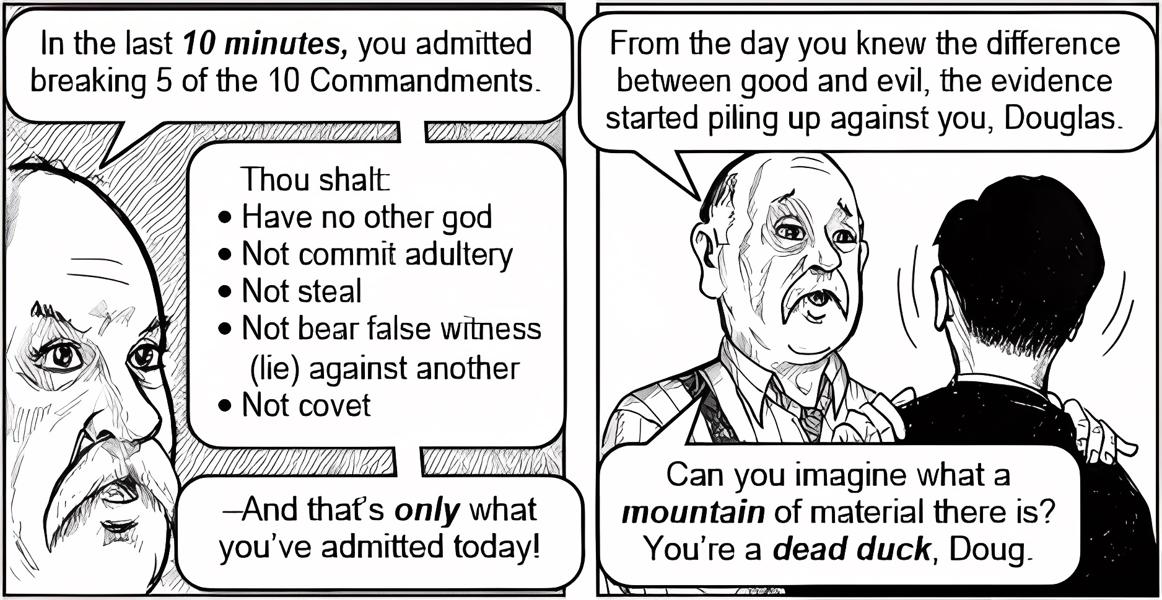 In the last 10 minutes, you admitted
breaking 5 of the 10 Commandments.
Thou shalt:
• Have no other god
• Not commit adultery
• Not steal
• Not bear false witness
(lie) against another
• Not covet
—And that's only what
you've admitted today!
From the day you knew the difference
between good and evil, the evidence
started piling up against you, Douglas.
Can you imagine what a
mountain of material there is?
You're a dead duck, Doug.